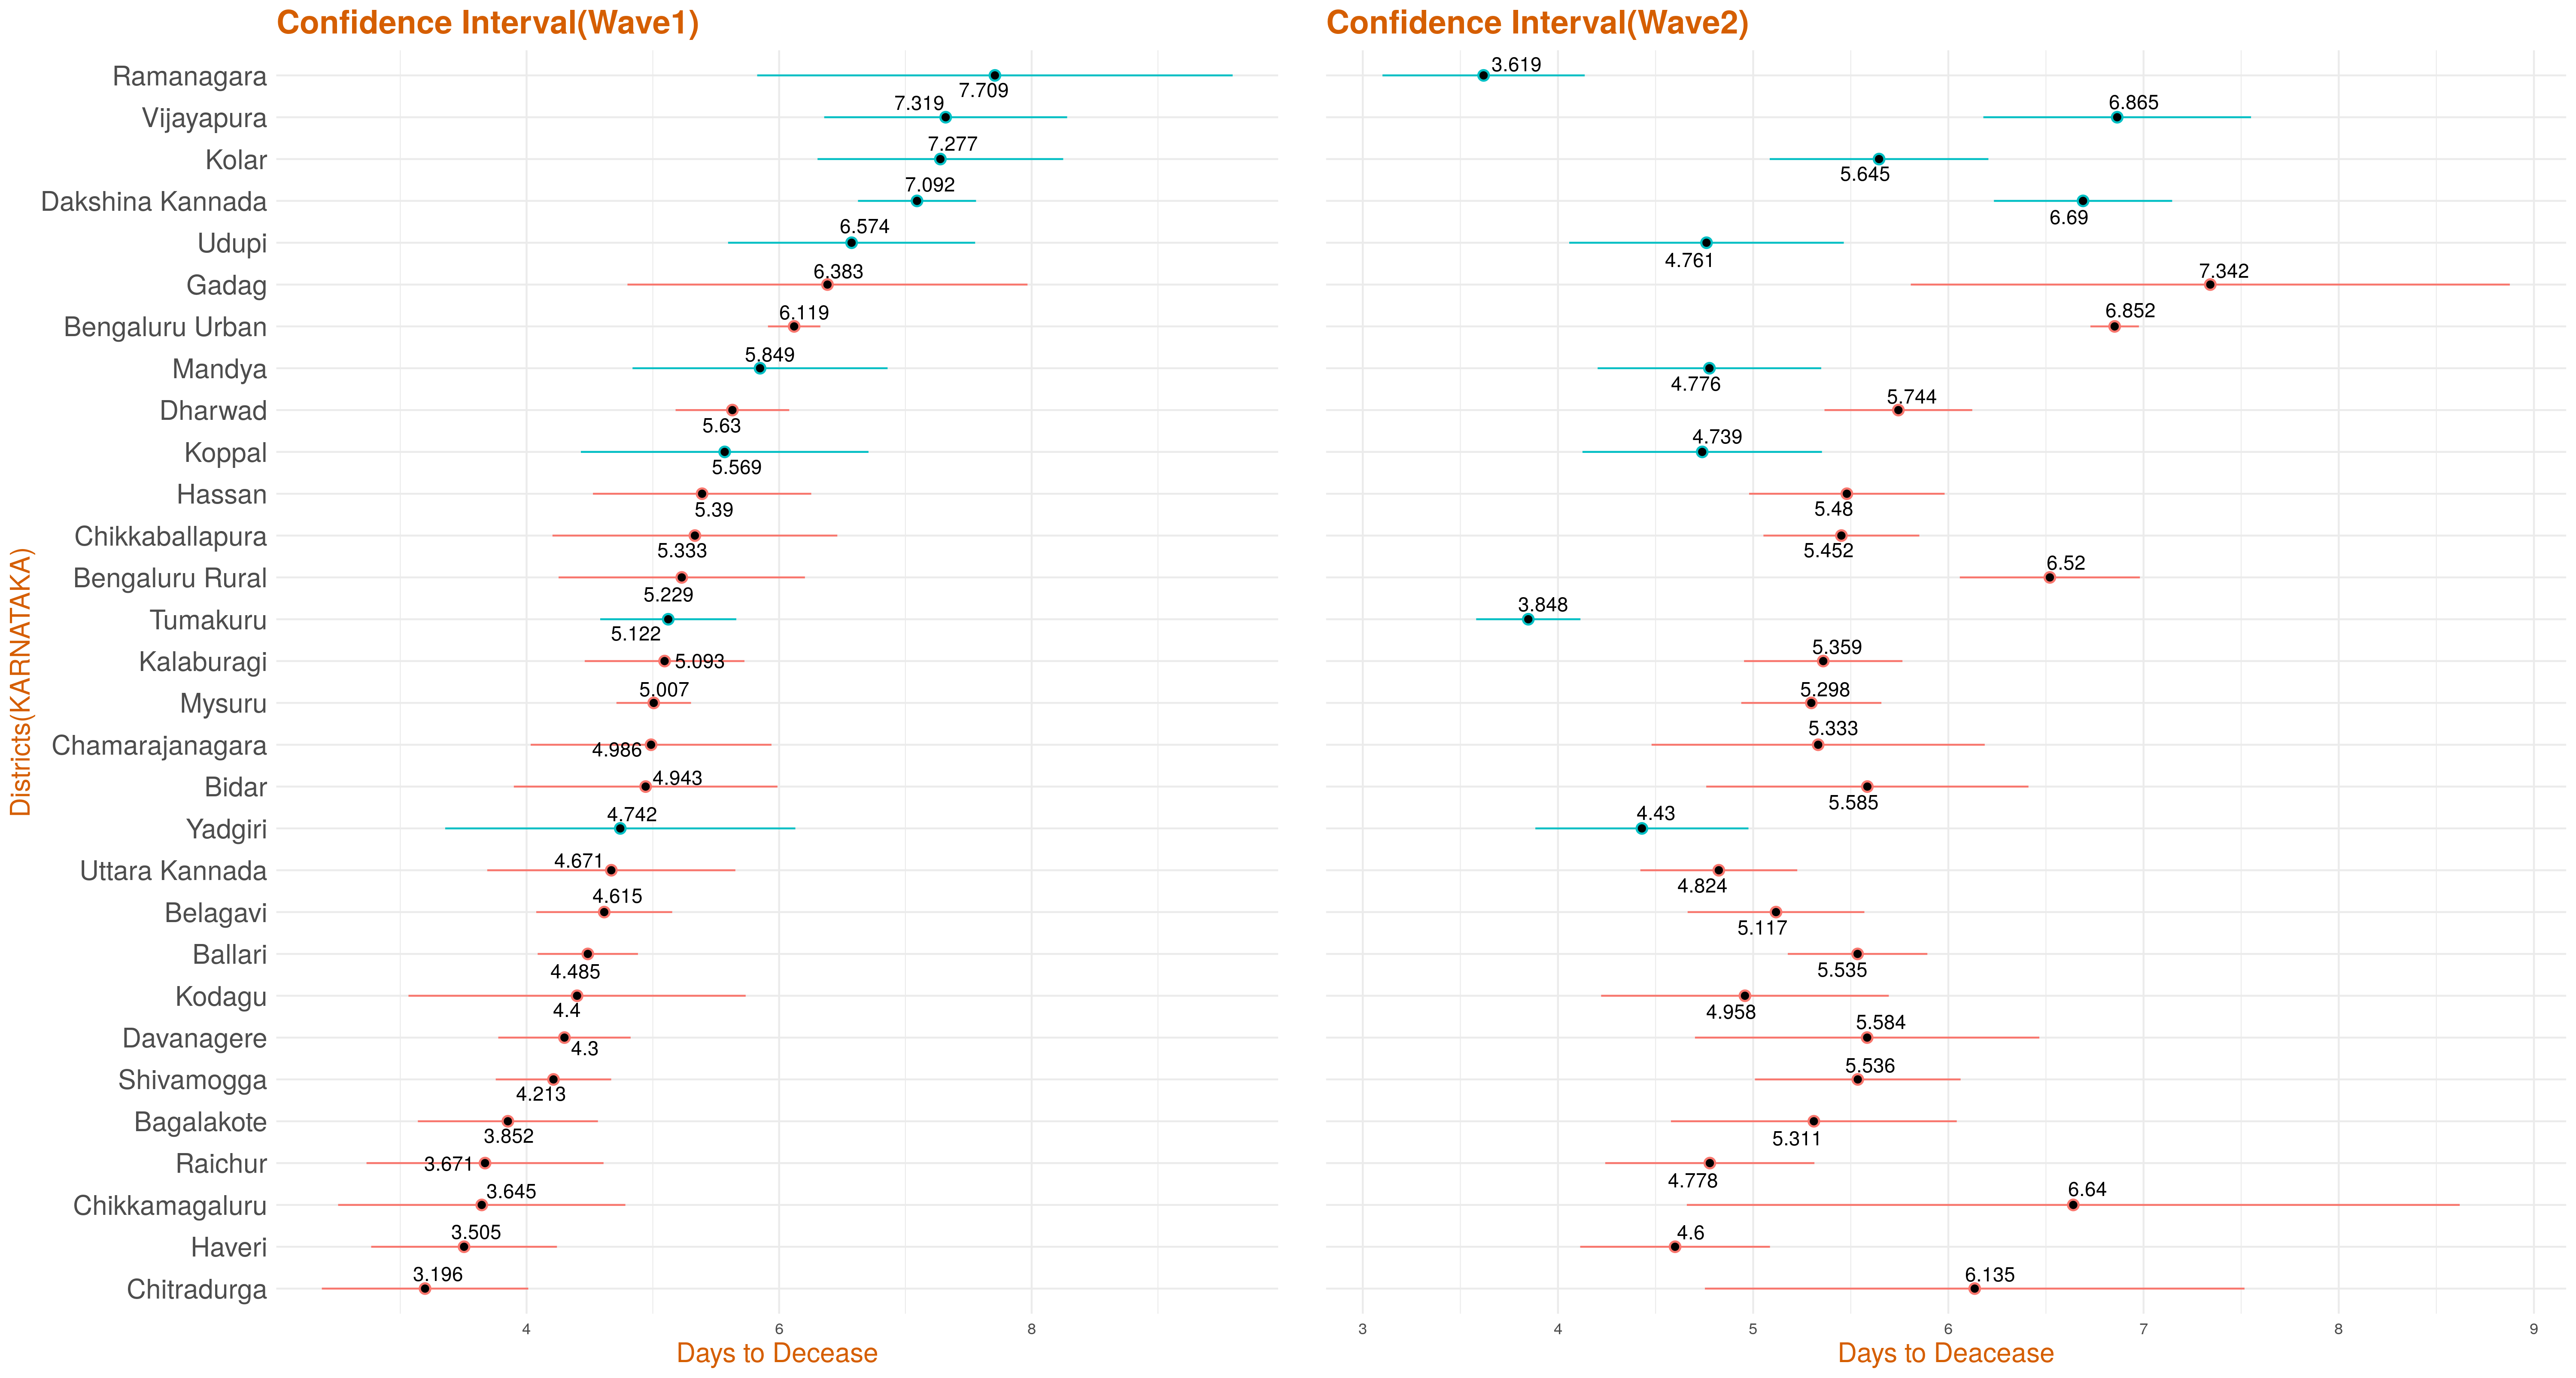 Confidence Interval(Wave1)
Confidence Interval(Wave2)
Districts(KARNATAKA)
Ramanagara 7.709 3.619
Vijayapura 7.319 6.865
Kolar 7.277 5.645
Dakshina Kannada 7.092 6.69
Udupi 6.574 4.761
Gadag 6.383 7.342
Bengaluru Urban 6.119 6.852
Mandya 5.849 4.776
Dharwad 5.63 5.744
Koppal 5.569 4.739
Hassan 5.39 5.48
Chikkaballapura 5.333 5.452
Bengaluru Rural 5.229 6.52
Tumakuru 5.122 3.848
Kalaburagi 5.093 5.359
Mysuru 5.007 5.298
Chamarajanagara 4.986 5.333
Bidar 4.943 5.585
Yadgiri 4.742 4.43
Uttara Kannada 4.671 4.824
Belagavi 4.615 5.117
Ballari 4.485 5.535
Kodagu 4.4 4.958
Davanagere 4.3 5.584
Shivamogga 4.213 5.536
Bagalakote 3.852 5.311
Raichur 3.671 4.778
Chikkamagaluru 3.645 6.64
Haveri 3.505 4.6
Chitradurga 3.196 6.135
4 6 8
3 4 5 6 7 8 9
Days to Decease
Days to Deacease